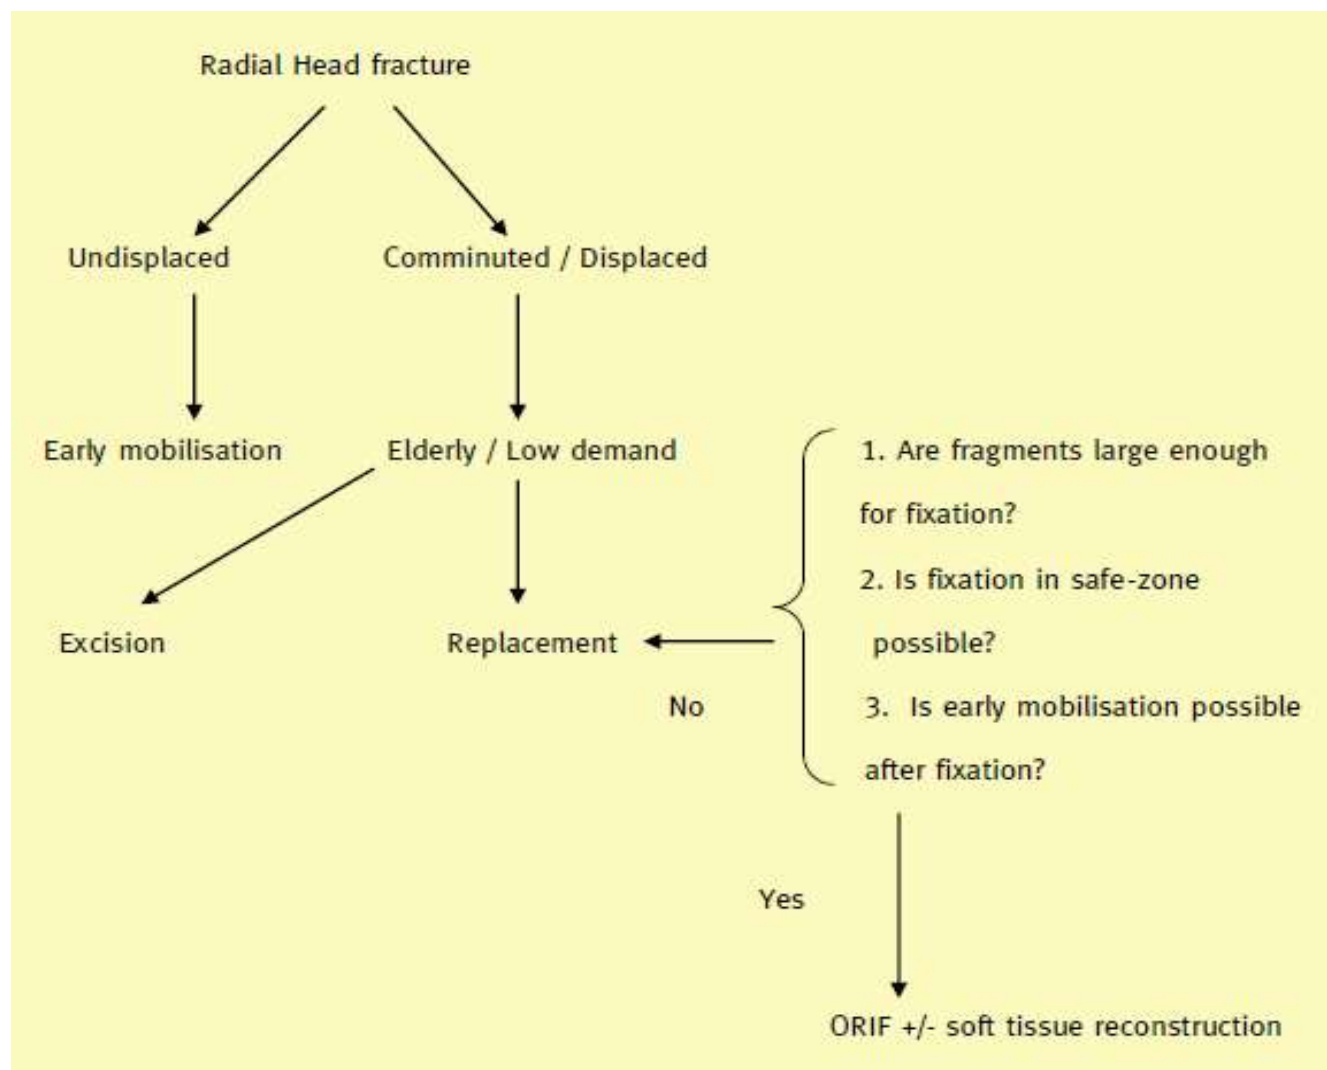 Radial Head fracture
Undisplaced
Comminuted / Displaced
Early mobilisation
Elderly / Low demand
Excision
Replacement
No
1. Are fragments large enough
for fixation?
2. Is fixation in safe-zone
possible?
3. Is early mobilisation possible
after fixation?
Yes
ORIF +/- soft tissue reconstruction